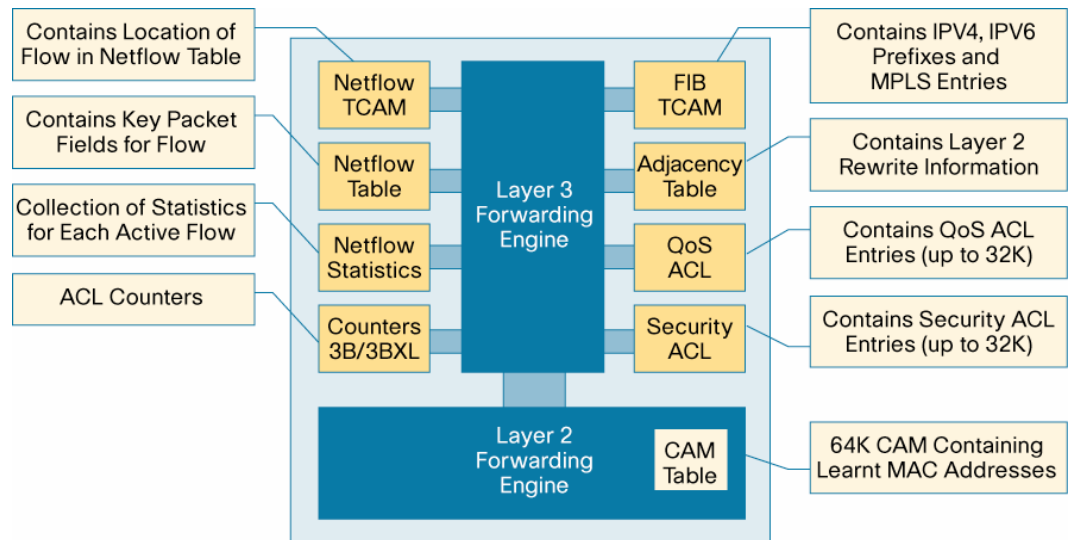 Contains Location of
Flow in Netflow Table
Contains Key Packet
Fields for Flow
Collection of Statistics
for Each Active Flow
ACL Counters
Netflow
TCAM
Netflow
Table
Netflow
Statistics
Counters
3B/3BXL
Layer 3
Forwarding
Engine
FIB
TCAM
Adjacency
Table
QoS
ACL
Security
ACL
Contains IPV4, IPV6
Prefixes and
MPLS Entries
Contains Layer 2
Rewrite Information
Contains QoS ACL
Entries (up to 32K)
Contains Security ACL
Entries (up to 32K)
Layer 2
Forwarding
Engine
CAM
Table
64K CAM Containing
Learnt MAC Addresses